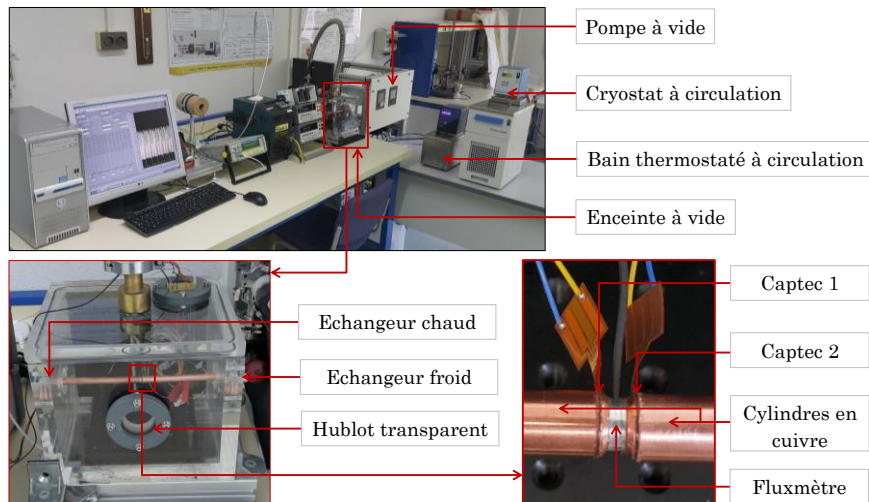 Pompe à vide
Cryostat à circulation
Bain thermostaté à circulation
Enceinte à vide
Echangeur chaud
Echangeur froid
Hublot transparent
Captec 1
Captec 2
Cylindres en
cuivre
Fluxmètre